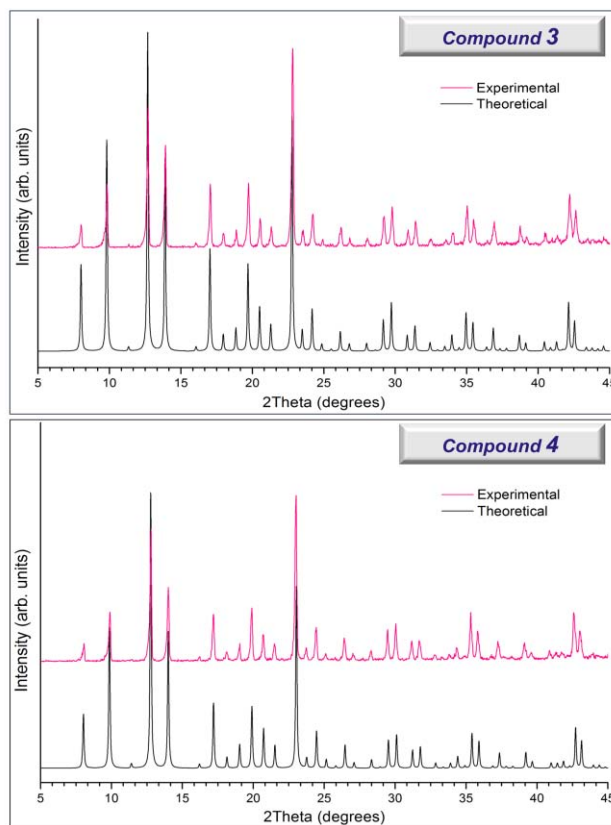 Compound 3
Experimental
Theoretical
Intensity (arb. units)
5 10 15 20 25 30 35 40 45
2Theta (degrees)
Compound 4
Experimental
Theoretical
Intensity (arb. units)
5 10 15 20 25 30 35 40 45
2Theta (degrees)